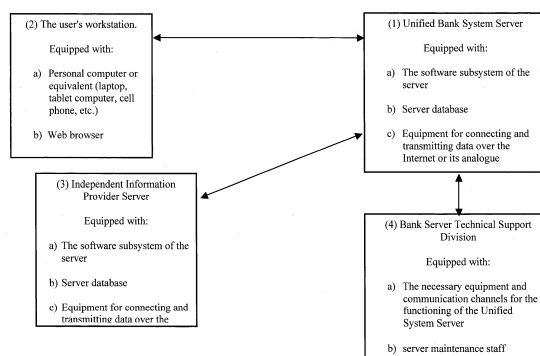 (2) The user's workstation.
Equipped with:
a) Personal computer or
equivalent (laptop,
tablet computer, cell
phone, etc.)
b) Web browser
(1) Unified Bank System Server
Equipped with:
a) The software subsystem of the
server
b) Server database
c) Equipment for connecting and
transmitting data over the
Internet or its analogue
(3) Independent Information
Provider Server
Equipped with:
a) The software subsystem of the
server
b) Server database
c) Equipment for connecting and
transmitting data over the
(4) Bank Server Technical Support
Division
Equipped with:
a) The necessary equipment and
communication channels for the
functioning of the Unified
System Server
b) server maintenance staff